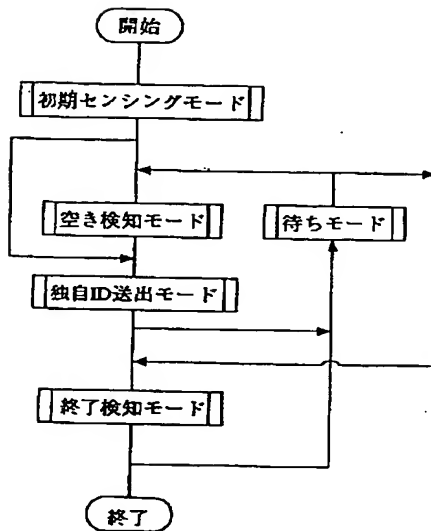 開始
初期センシングモード
空き検知モード
待ちモード
独自ID送出モード
終了検知モード
終了